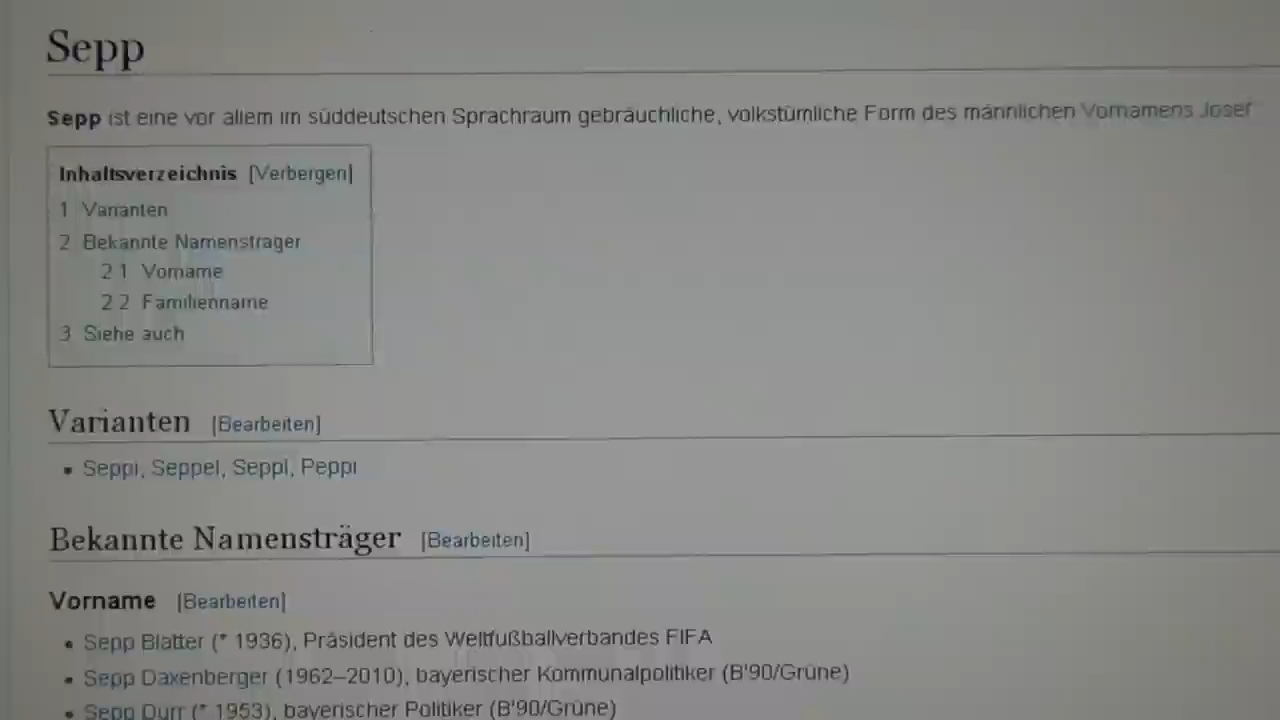 Sepp
Sepp ist eine vor allem im süddeutschen Sprachraum gebräuchliche, volkstümliche Form des männlichen Vornamens Josef
Inhaltsverzeichnis [Verbergen]
1 Varianten
2 Bekannte Namensträger
2.1 Vorname
2.2 Familienname
3 Siehe auch
Varianten [Bearbeiten]
• Seppi, Seppel, Seppl, Peppi
Bekannte Namensträger [Bearbeiten]
Vorname [Bearbeiten]
• Sepp Blatter (* 1936), Präsident des Weltfußballverbandes FIFA
• Sepp Daxenberger (1962–2010), bayerischer Kommunalpolitiker (B'90/Grüne)
• Sepp Dürr (* 1953), bayerischer Politiker (B'90/Grüne)